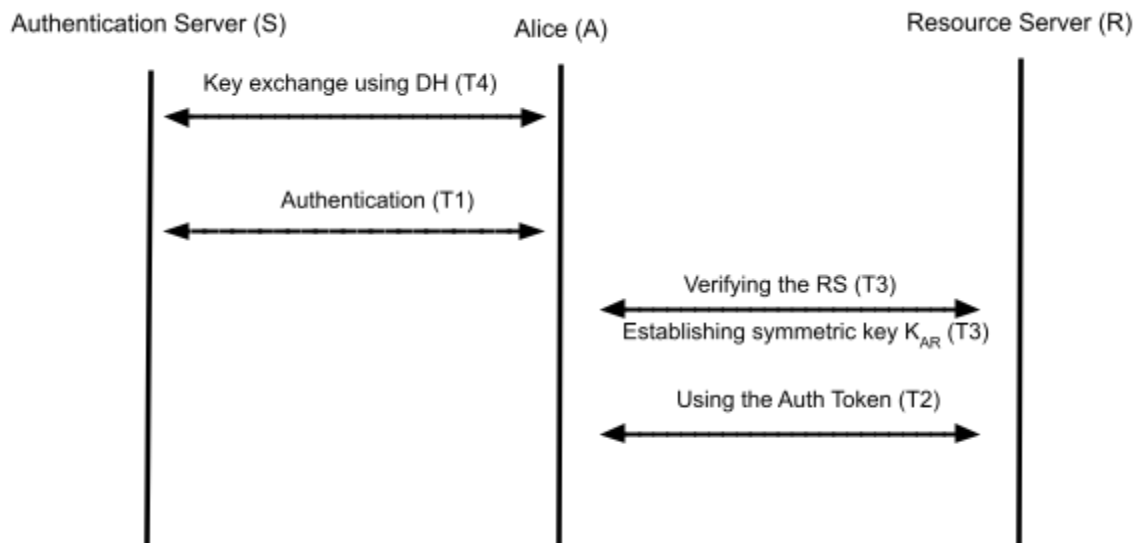 Authentication Server (S)
Alice (A)
Resource Server (R)
Key exchange using DH (T4)
Authentication (T1)
Verifying the RS (T3)
Establishing symmetric key K_AR (T3)
Using the Auth Token (T2)